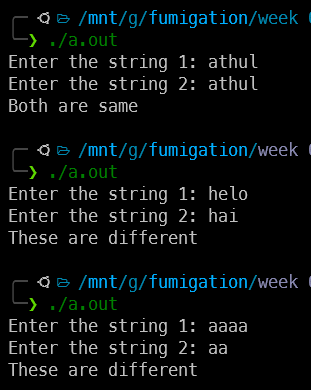 /mnt/g/fumigation/week
❯ ./a.out
Enter the string 1: athul
Enter the string 2: athul
Both are same
/mnt/g/fumigation/week
❯ ./a.out
Enter the string 1: helo
Enter the string 2: hai
These are different
/mnt/g/fumigation/week
❯ ./a.out
Enter the string 1: aaaa
Enter the string 2: aa
These are different